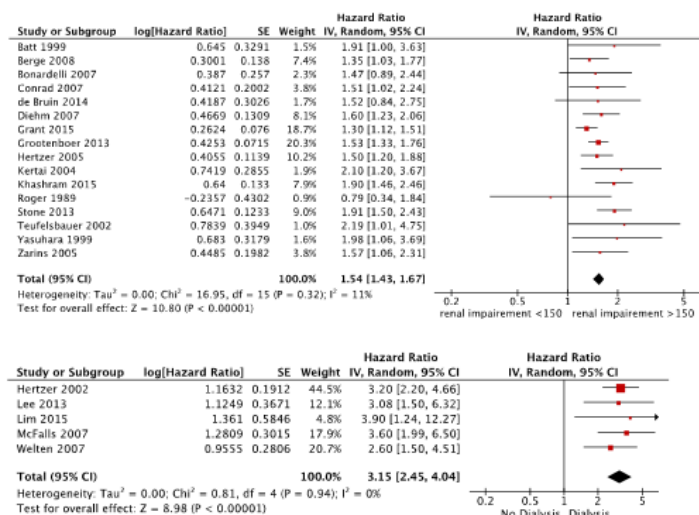 Hazard Ratio Hazard Ratio
Study or Subgroup log[Hazard Ratio] SE Weight IV, Random, 95% CI IV, Random, 95% CI
Batt 1999 0.645 0.3291 1.5% 1.91 [1.00, 3.63]
Berge 2008 0.3001 0.138 7.4% 1.35 [1.03, 1.77]
Bonardelli 2007 0.387 0.257 2.4% 1.47 [0.89, 2.44]
Conrad 2007 0.4121 0.2002 3.8% 1.51 [1.02, 2.24]
de Bruin 2014 0.4187 0.3026 1.7% 1.52 [0.84, 2.75]
Diehm 2007 0.4669 0.1309 8.1% 1.60 [1.23, 2.06]
Grant 2015 0.2624 0.076 18.7% 1.30 [1.12, 1.51]
Grootenboer 2013 0.4253 0.0715 20.3% 1.53 [1.33, 1.76]
Hertzer 2005 0.4055 0.1139 10.2% 1.50 [1.20, 1.88]
Kertai 2004 0.7419 0.2855 1.9% 2.10 [1.20, 3.67]
Khashram 2015 0.64 0.133 7.9% 1.90 [1.46, 2.46]
Roger 1989 -0.2357 0.4302 0.9% 0.79 [0.34, 1.84]
Stone 2013 0.6471 0.1233 9.0% 1.91 [1.50, 2.43]
Teufelsbauer 2002 0.7839 0.3949 1.0% 2.19 [1.01, 4.75]
Yasuhara 1999 0.683 0.3179 1.6% 1.98 [1.06, 3.69]
Zarins 2005 0.4485 0.1982 3.8% 1.57 [1.06, 2.31]
Total (95% CI) 100.0% 1.54 [1.43, 1.67]
Heterogeneity: Tau² = 0.00; Chi² = 16.95, df = 15 (P = 0.32); I² = 11%
Test for overall effect: Z = 10.80 (P < 0.00001)
0.2 0.5 1 2 5
renal impairement <150 renal impairement >150
Hazard Ratio Hazard Ratio
Study or Subgroup log[Hazard Ratio] SE Weight IV, Random, 95% CI IV, Random, 95% CI
Hertzer 2002 1.1632 0.1912 44.5% 3.20 [2.20, 4.66]
Lee 2013 1.1249 0.3671 12.1% 3.08 [1.50, 6.32]
Lim 2015 1.361 0.5846 4.8% 3.90 [1.24, 12.27]
McFalls 2007 1.2809 0.3015 17.9% 3.60 [1.99, 6.50]
Welten 2007 0.9555 0.2806 20.7% 2.60 [1.50, 4.51]
Total (95% CI) 100.0% 3.15 [2.45, 4.04]
Heterogeneity: Tau² = 0.00; Chi² = 0.81, df = 4 (P = 0.94); I² = 0%
Test for overall effect: Z = 8.98 (P < 0.00001)
0.2 0.5 1 2 5
No Dialysis Dialysis